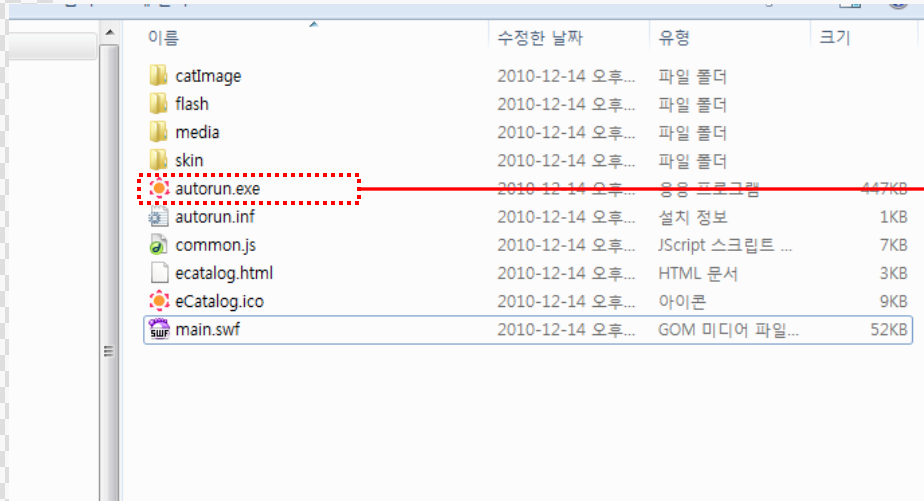 이름 수정한 날짜 유형 크기
catImage 2010-12-14 오후... 파일 폴더
flash 2010-12-14 오후... 파일 폴더
media 2010-12-14 오후... 파일 폴더
skin 2010-12-14 오후... 파일 폴더
autorun.exe 2010-12-14 오후... 응용 프로그램 447KB
autorun.inf 2010-12-14 오후... 설치 정보 1KB
common.js 2010-12-14 오후... JScript 스크립트 ... 7KB
ecatalog.html 2010-12-14 오후... HTML 문서 3KB
eCatalog.ico 2010-12-14 오후... 아이콘 9KB
SWF main.swf 2010-12-14 오후... GOM 미디어 파일... 52KB